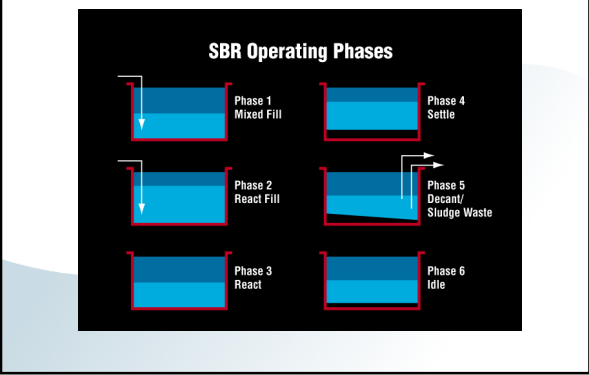 SBR Operating Phases
Phase 1
Mixed Fill
Phase 2
React Fill
Phase 3
React
Phase 4
Settle
Phase 5
Decant/
Sludge Waste
Phase 6
Idle